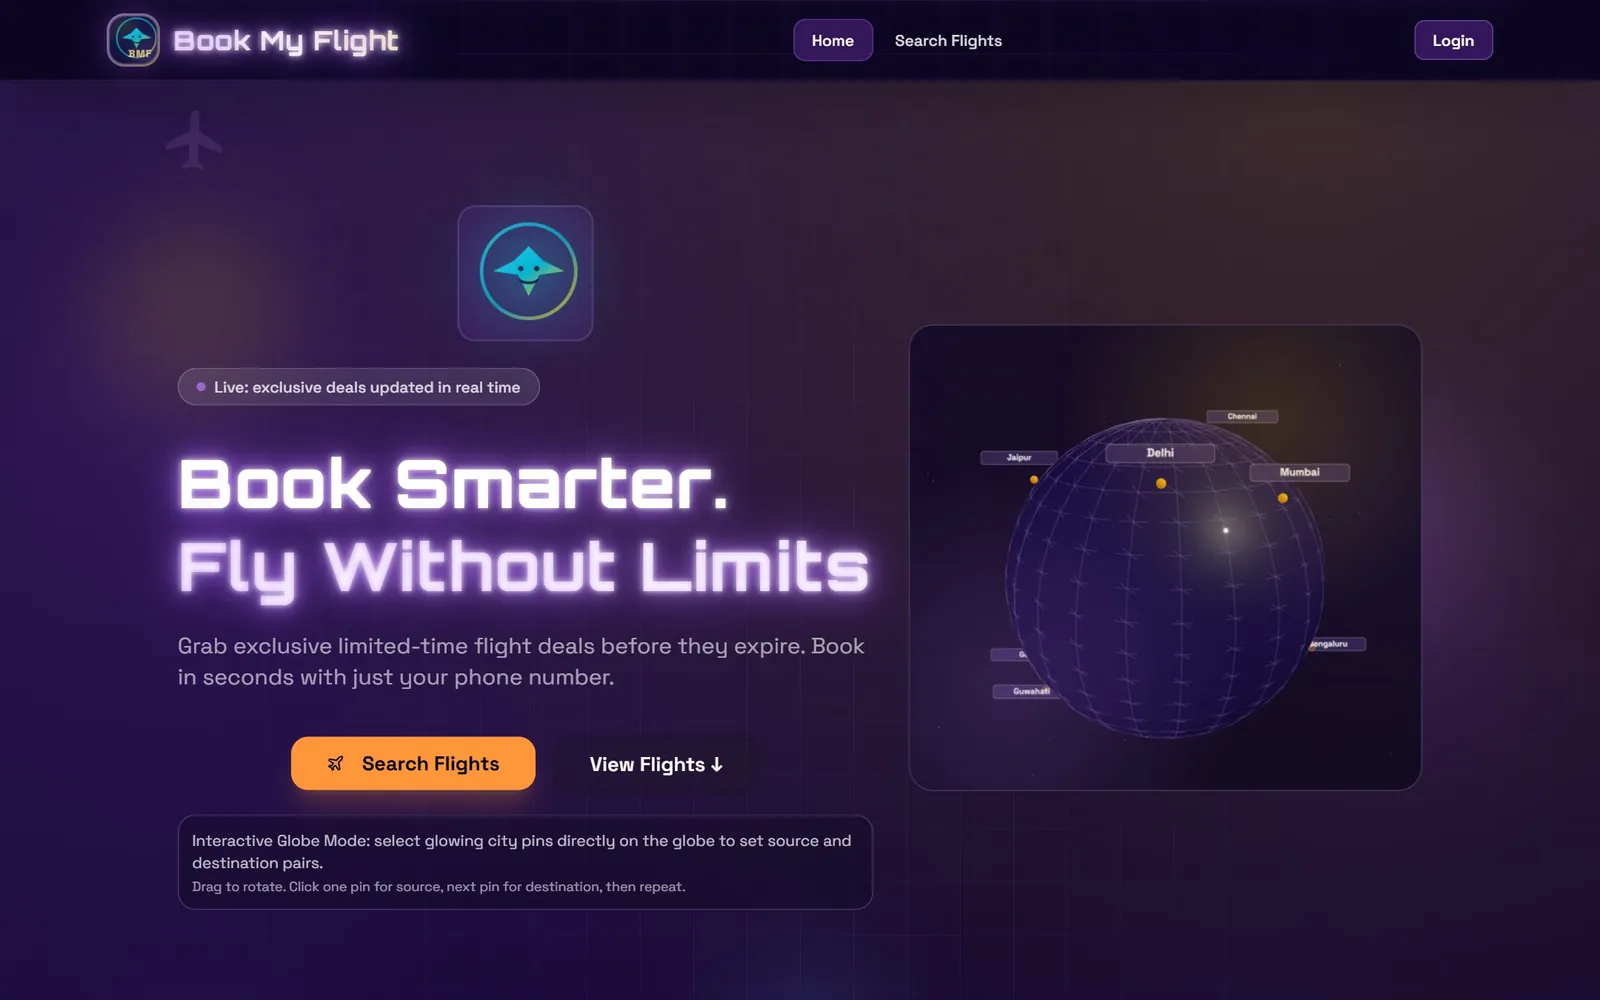 BMF
Book My Flight
Home
Search Flights
Login
Live: exclusive deals updated in real time
Book Smarter.
Fly Without Limits
Grab exclusive limited-time flight deals before they expire. Book
in seconds with just your phone number.
Search Flights
View Flights ↓
Interactive Globe Mode: select glowing city pins directly on the globe to set source and
destination pairs.
Drag to rotate. Click one pin for source, next pin for destination, then repeat.
Chennai
Jaipur
Delhi
Mumbai
engaluru
Guwahati